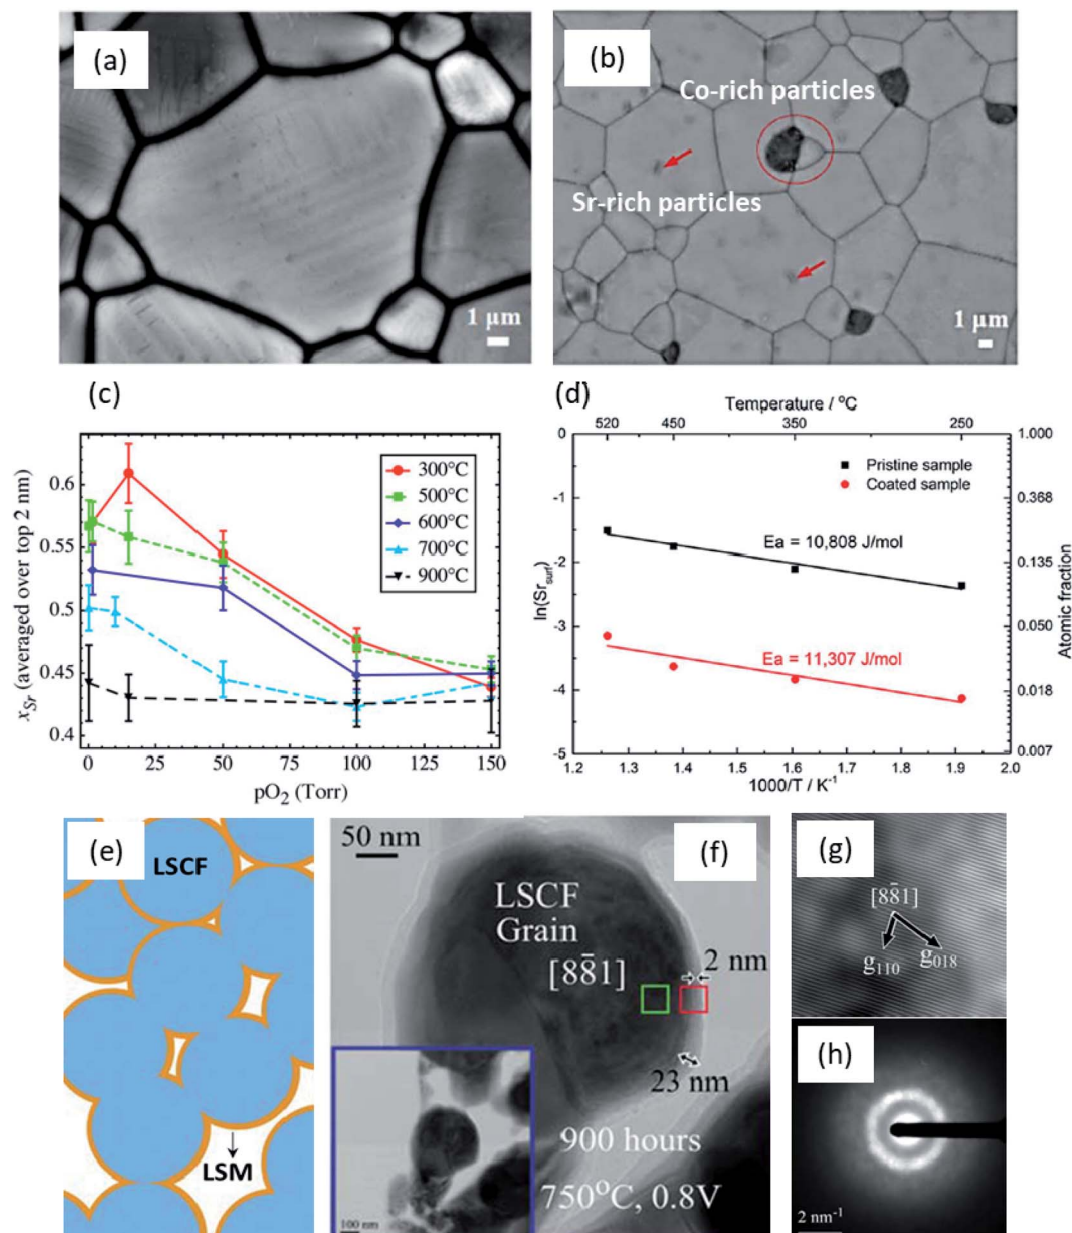 (a)
1 µm
(b)
Co-rich particles
Sr-rich particles
1 µm
(c)
x_Sr (averaged over top 2 nm)
0.6
0.55
0.5
0.45
0.4
300°C
500°C
600°C
700°C
900°C
0 25 50 75 100 125 150
pO₂ (Torr)
(d)
Temperature / °C
520 450 350 250
ln(Sr_surf)
0
-1
-2
-3
-4
-5
Pristine sample
Coated sample
Ea = 10,808 J/mol
Ea = 11,307 J/mol
1.000
0.368
0.135
0.050
0.018
0.007
Atomic fraction
1.2 1.3 1.4 1.5 1.6 1.7 1.8 1.9 2.0
1000/T / K⁻¹
(e)
LSCF
LSM
50 nm
(f)
LSCF
Grain
[88̄1]
2 nm
23 nm
900 hours
750°C, 0.8V
100 nm
(g)
[88̄1]
g₁₁₀
g₀₁₈
(h)
2 nm⁻¹